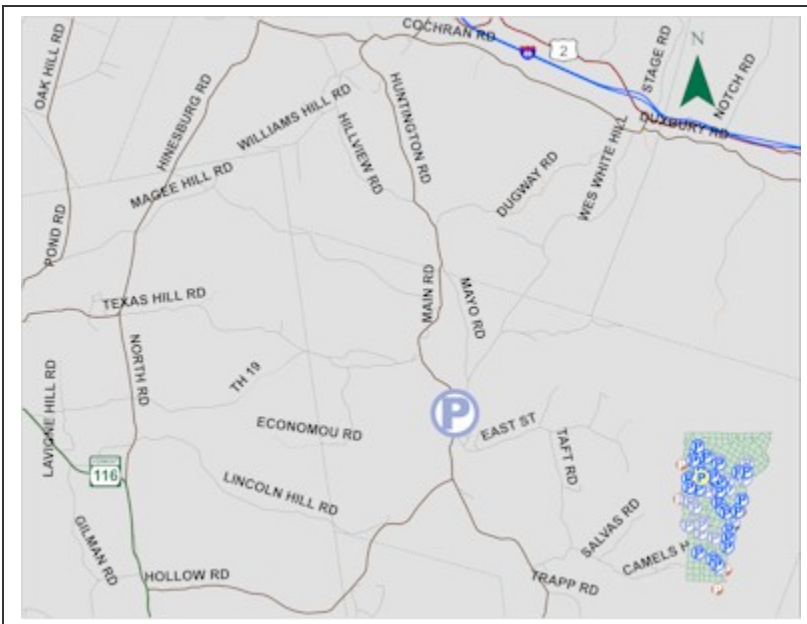 COCHRAN RD
2
N
OAK HILL RD
STAGE RD
NOTCH RD
HINESBURG RD
WILLIAMS HILL RD
HUNTINGTON RD
DUXBURY RD
HILLVIEW RD
MAGEE HILL RD
DUGWAY RD
WES WHITE HILL
POND RD
TEXAS HILL RD
MAIN RD
MAYO RD
NORTH RD
TH 19
LAVIGNE HILL RD
P
ECONOMOU RD
EAST ST
TAFT RD
116
LINCOLN HILL RD
SALVAS RD
GILMAN RD
CAMELS H
HOLLOW RD
TRAPP RD